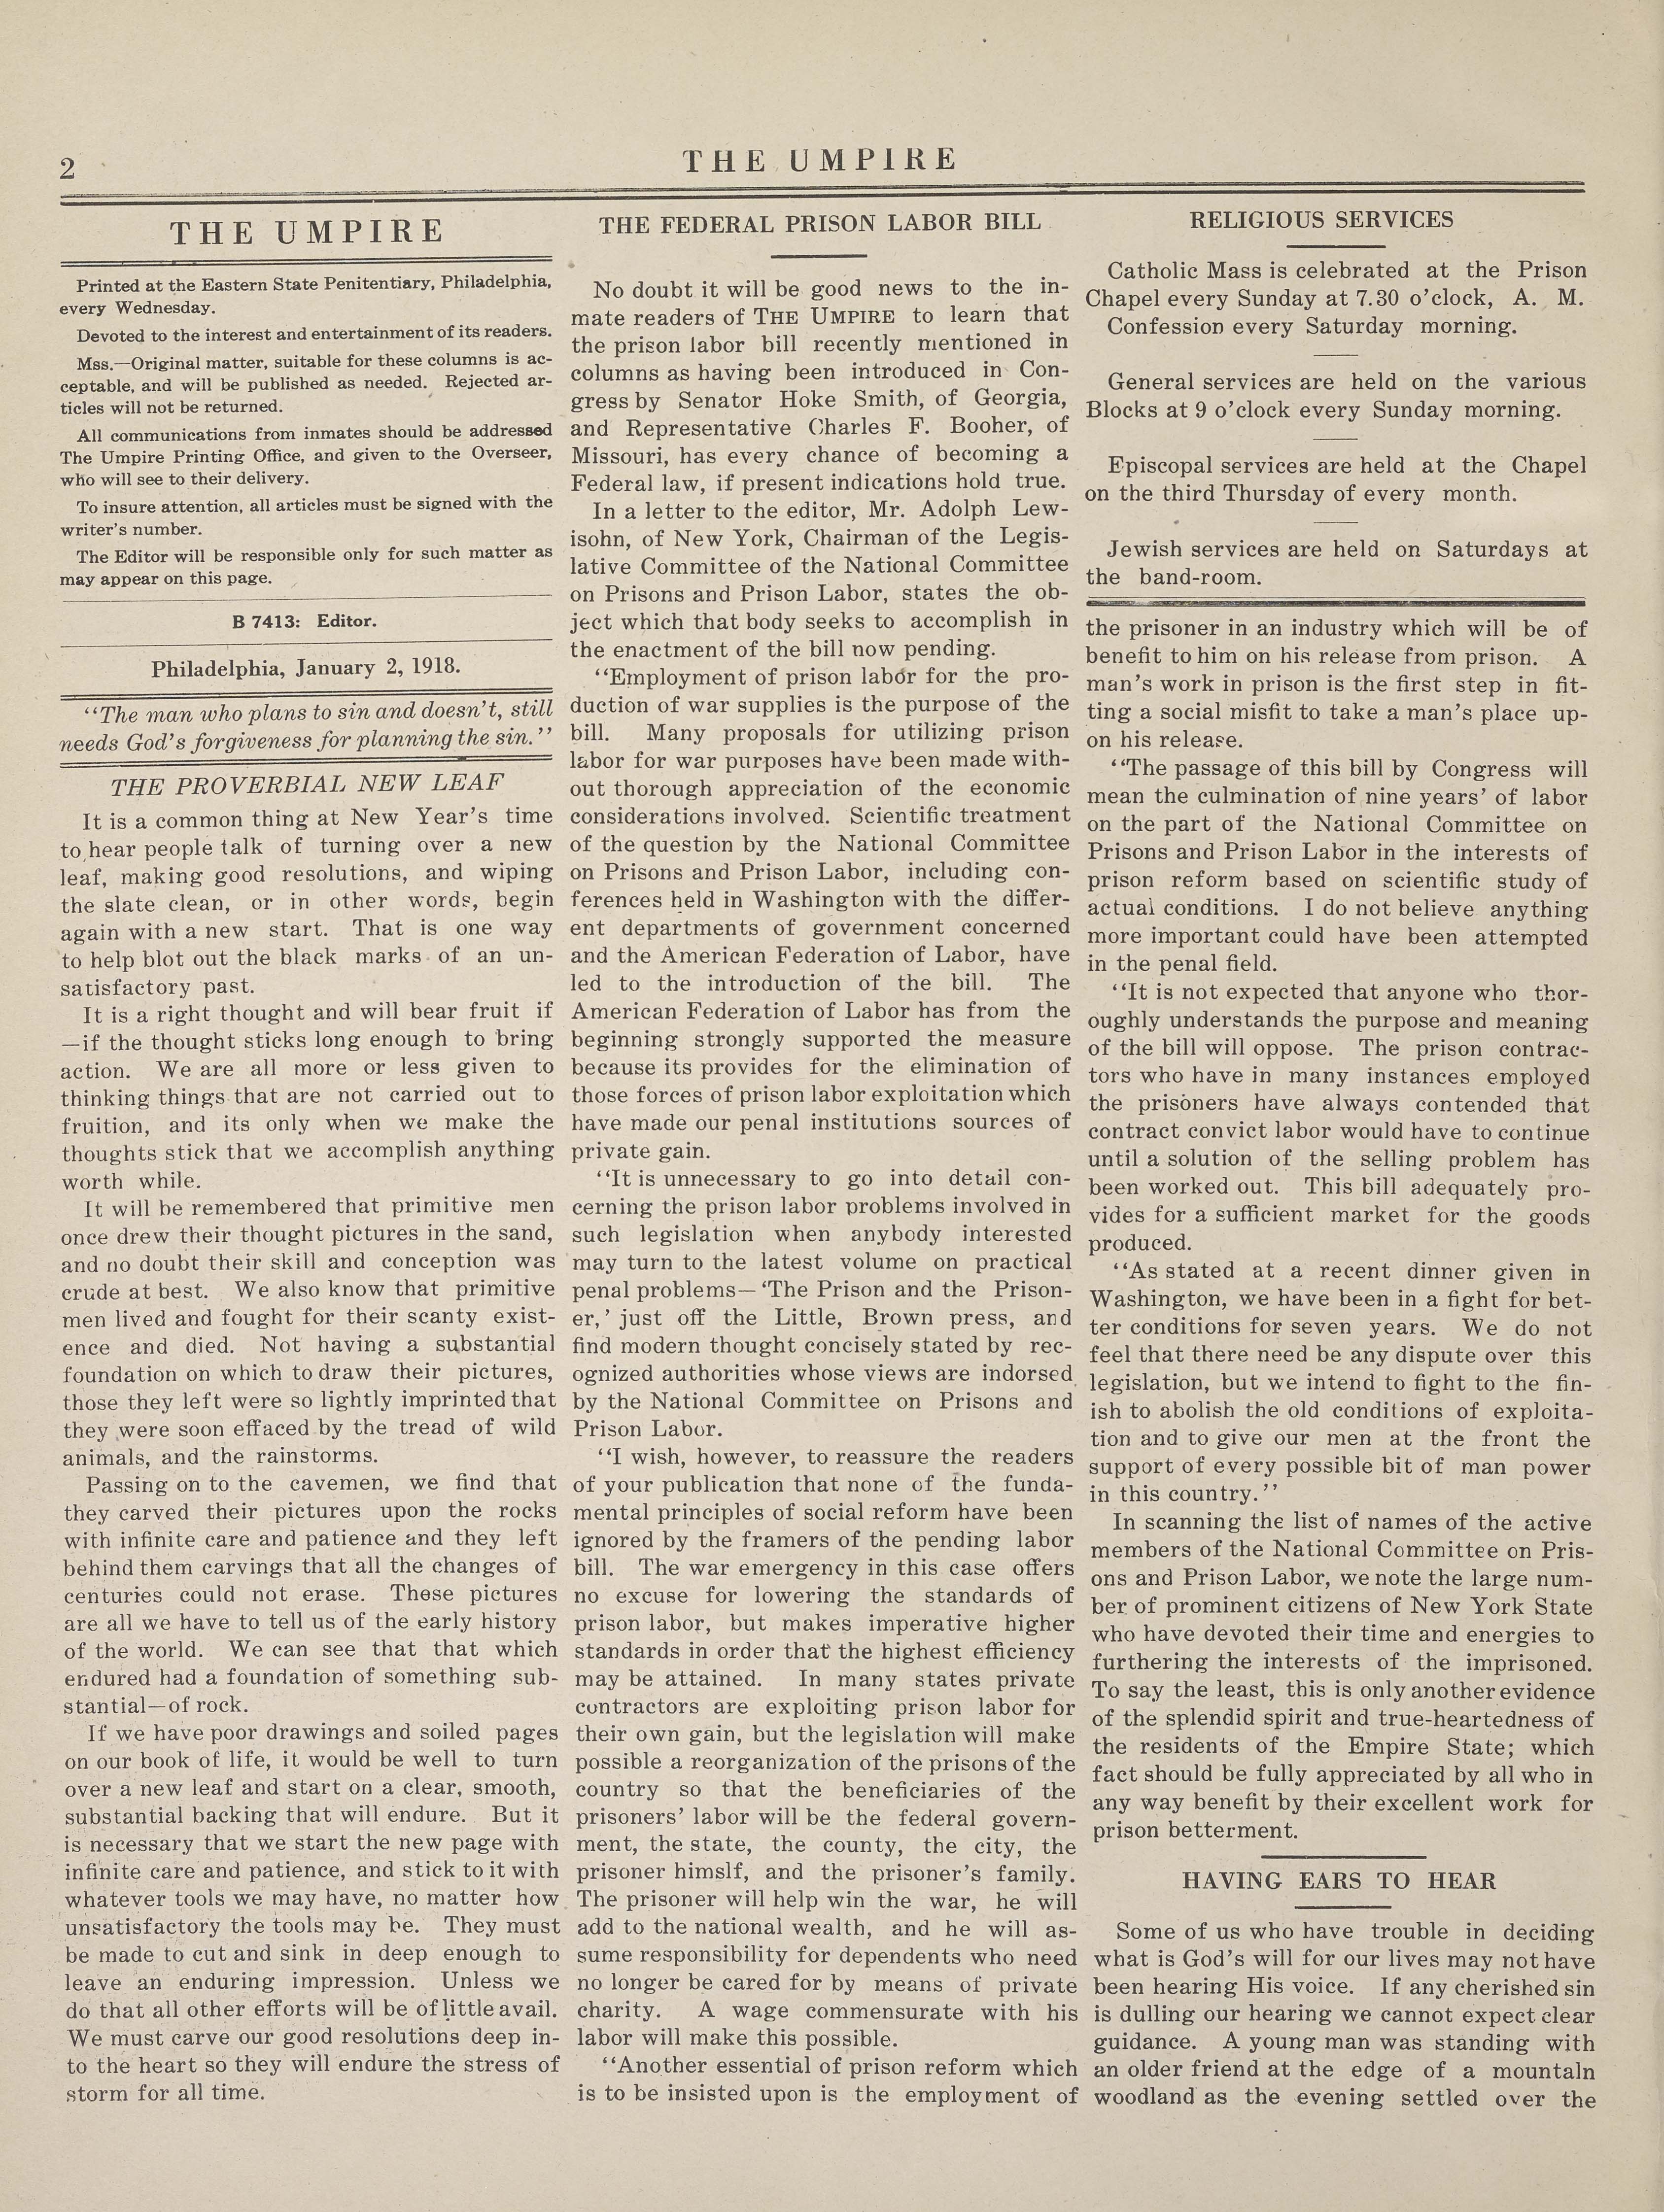 2
THE UMPIRE
THE UMPIRE
Printed at the Eastern State Penitentiary, Philadelphia,
every Wednesday.
Devoted to the interest and entertainment of its readers.
Mss.—Original matter, suitable for these columns is ac-
ceptable, and will be published as needed. Rejected ar-
ticles will not be returned.
All communications from inmates should be addressed
The Umpire Printing Office, and given to the Overseer,
who will see to their delivery.
To insure attention, all articles must be signed with the
writer's number.
The Editor will be responsible only for such matter as
may appear on this page.
B 7413: Editor.
Philadelphia, January 2, 1918.
"The man who plans to sin and doesn't, still
needs God's forgiveness for planning the sin."
THE PROVERBIAL NEW LEAF
It is a common thing at New Year's time
to hear people talk of turning over a new
leaf, making good resolutions, and wiping
the slate clean, or in other words, begin
again with a new start. That is one way
to help blot out the black marks of an un-
satisfactory past.
It is a right thought and will bear fruit if
—if the thought sticks long enough to bring
action. We are all more or less given to
thinking things that are not carried out to
fruition, and its only when we make the
thoughts stick that we accomplish anything
worth while.
It will be remembered that primitive men
once drew their thought pictures in the sand,
and no doubt their skill and conception was
crude at best. We also know that primitive
men lived and fought for their scanty exist-
ence and died. Not having a substantial
foundation on which to draw their pictures,
those they left were so lightly imprinted that
they were soon effaced by the tread of wild
animals, and the rainstorms.
Passing on to the cavemen, we find that
they carved their pictures upon the rocks
with infinite care and patience and they left
behind them carvings that all the changes of
centuries could not erase. These pictures
are all we have to tell us of the early history
of the world. We can see that that which
endured had a foundation of something sub-
stantial—of rock.
If we have poor drawings and soiled pages
on our book of life, it would be well to turn
over a new leaf and start on a clear, smooth,
substantial backing that will endure. But it
is necessary that we start the new page with
infinite care and patience, and stick to it with
whatever tools we may have, no matter how
unsatisfactory the tools may be. They must
be made to cut and sink in deep enough to
leave an enduring impression. Unless we
do that all other efforts will be of little avail.
We must carve our good resolutions deep in-
to the heart so they will endure the stress of
storm for all time.
THE FEDERAL PRISON LABOR BILL
No doubt it will be good news to the in-
mate readers of THE UMPIRE to learn that
the prison labor bill recently mentioned in
columns as having been introduced in Con-
gress by Senator Hoke Smith, of Georgia,
and Representative Charles F. Booher, of
Missouri, has every chance of becoming a
Federal law, if present indications hold true.
In a letter to the editor, Mr. Adolph Lew-
isohn, of New York, Chairman of the Legis-
lative Committee of the National Committee
on Prisons and Prison Labor, states the ob-
ject which that body seeks to accomplish in
the enactment of the bill now pending.
"Employment of prison labor for the pro-
duction of war supplies is the purpose of the
bill. Many proposals for utilizing prison
labor for war purposes have been made with-
out thorough appreciation of the economic
considerations involved. Scientific treatment
of the question by the National Committee
on Prisons and Prison Labor, including con-
ferences held in Washington with the differ-
ent departments of government concerned
and the American Federation of Labor, have
led to the introduction of the bill. The
American Federation of Labor has from the
beginning strongly supported the measure
because its provides for the elimination of
those forces of prison labor exploitation which
have made our penal institutions sources of
private gain.
"It is unnecessary to go into detail con-
cerning the prison labor problems involved in
such legislation when anybody interested
may turn to the latest volume on practical
penal problems—'The Prison and the Prison-
er,' just off the Little, Brown press, and
find modern thought concisely stated by rec-
ognized authorities whose views are indorsed
by the National Committee on Prisons and
Prison Labor.
"I wish, however, to reassure the readers
of your publication that none of the funda-
mental principles of social reform have been
ignored by the framers of the pending labor
bill. The war emergency in this case offers
no excuse for lowering the standards of
prison labor, but makes imperative higher
standards in order that the highest efficiency
may be attained. In many states private
contractors are exploiting prison labor for
their own gain, but the legislation will make
possible a reorganization of the prisons of the
country so that the beneficiaries of the
prisoners' labor will be the federal govern-
ment, the state, the county, the city, the
prisoner himslf, and the prisoner's family.
The prisoner will help win the war, he will
add to the national wealth, and he will as-
sume responsibility for dependents who need
no longer be cared for by means of private
charity. A wage commensurate with his
labor will make this possible.
"Another essential of prison reform which
is to be insisted upon is the employment of
RELIGIOUS SERVICES
Catholic Mass is celebrated at the Prison
Chapel every Sunday at 7.30 o'clock, A. M.
Confession every Saturday morning.
General services are held on the various
Blocks at 9 o'clock every Sunday morning.
Episcopal services are held at the Chapel
on the third Thursday of every month.
Jewish services are held on Saturdays at
the band-room.
the prisoner in an industry which will be of
benefit to him on his release from prison. A
man's work in prison is the first step in fit-
ting a social misfit to take a man's place up-
on his release.
"The passage of this bill by Congress will
mean the culmination of nine years' of labor
on the part of the National Committee on
Prisons and Prison Labor in the interests of
prison reform based on scientific study of
actual conditions. I do not believe anything
more important could have been attempted
in the penal field.
"It is not expected that anyone who thor-
oughly understands the purpose and meaning
of the bill will oppose. The prison contrac-
tors who have in many instances employed
the prisoners have always contended that
contract convict labor would have to continue
until a solution of the selling problem has
been worked out. This bill adequately pro-
vides for a sufficient market for the goods
produced.
"As stated at a recent dinner given in
Washington, we have been in a fight for bet-
ter conditions for seven years. We do not
feel that there need be any dispute over this
legislation, but we intend to fight to the fin-
ish to abolish the old conditions of exploita-
tion and to give our men at the front the
support of every possible bit of man power
in this country."
In scanning the list of names of the active
members of the National Committee on Pris-
ons and Prison Labor, we note the large num-
ber of prominent citizens of New York State
who have devoted their time and energies to
furthering the interests of the imprisoned.
To say the least, this is only another evidence
of the splendid spirit and true-heartedness of
the residents of the Empire State; which
fact should be fully appreciated by all who in
any way benefit by their excellent work for
prison betterment.
HAVING EARS TO HEAR
Some of us who have trouble in deciding
what is God's will for our lives may not have
been hearing His voice. If any cherished sin
is dulling our hearing we cannot expect clear
guidance. A young man was standing with
an older friend at the edge of a mountain
woodland as the evening settled over the